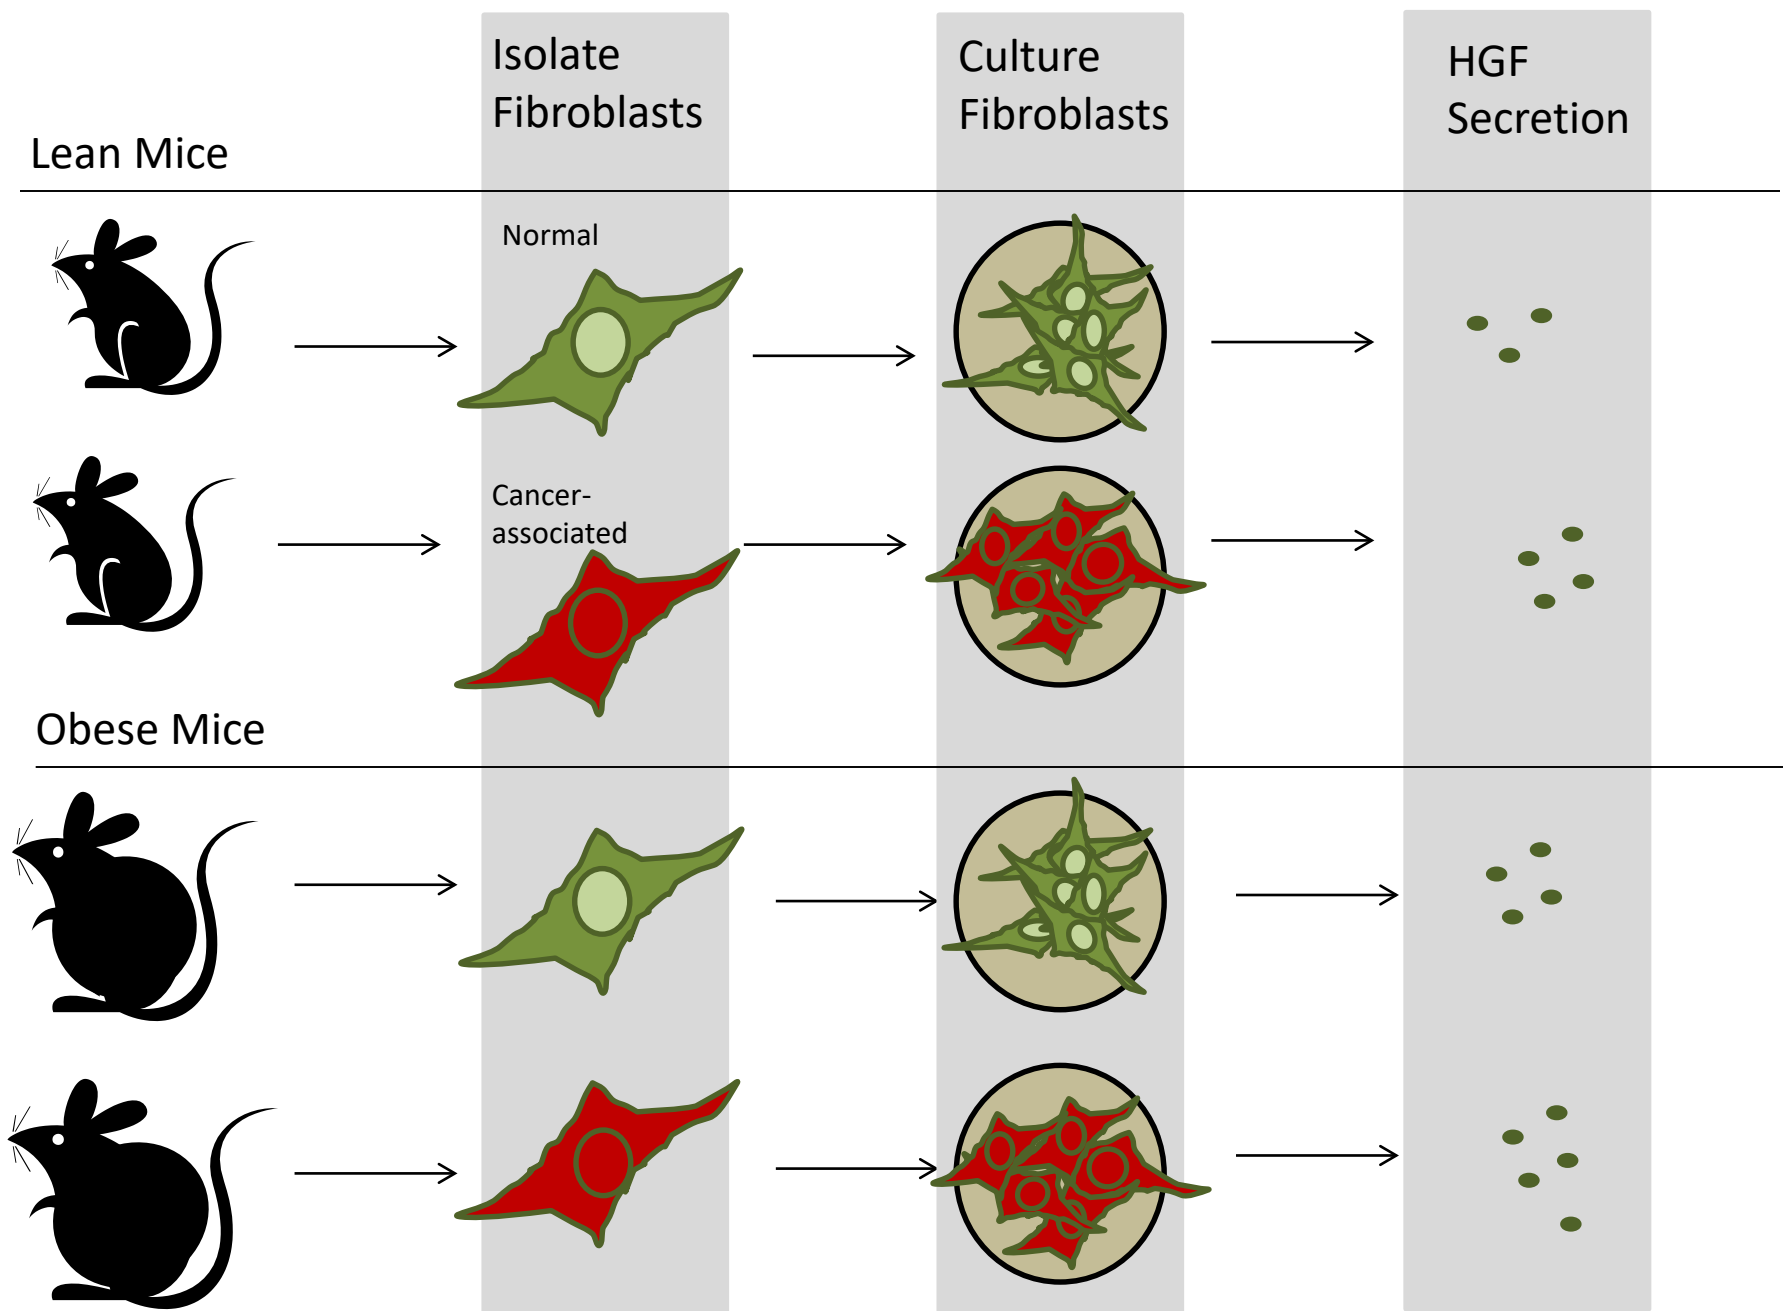 Isolate
Fibroblasts
Culture
Fibroblasts
HGF
Secretion
Lean Mice
Normal
Cancer-
associated
Obese Mice